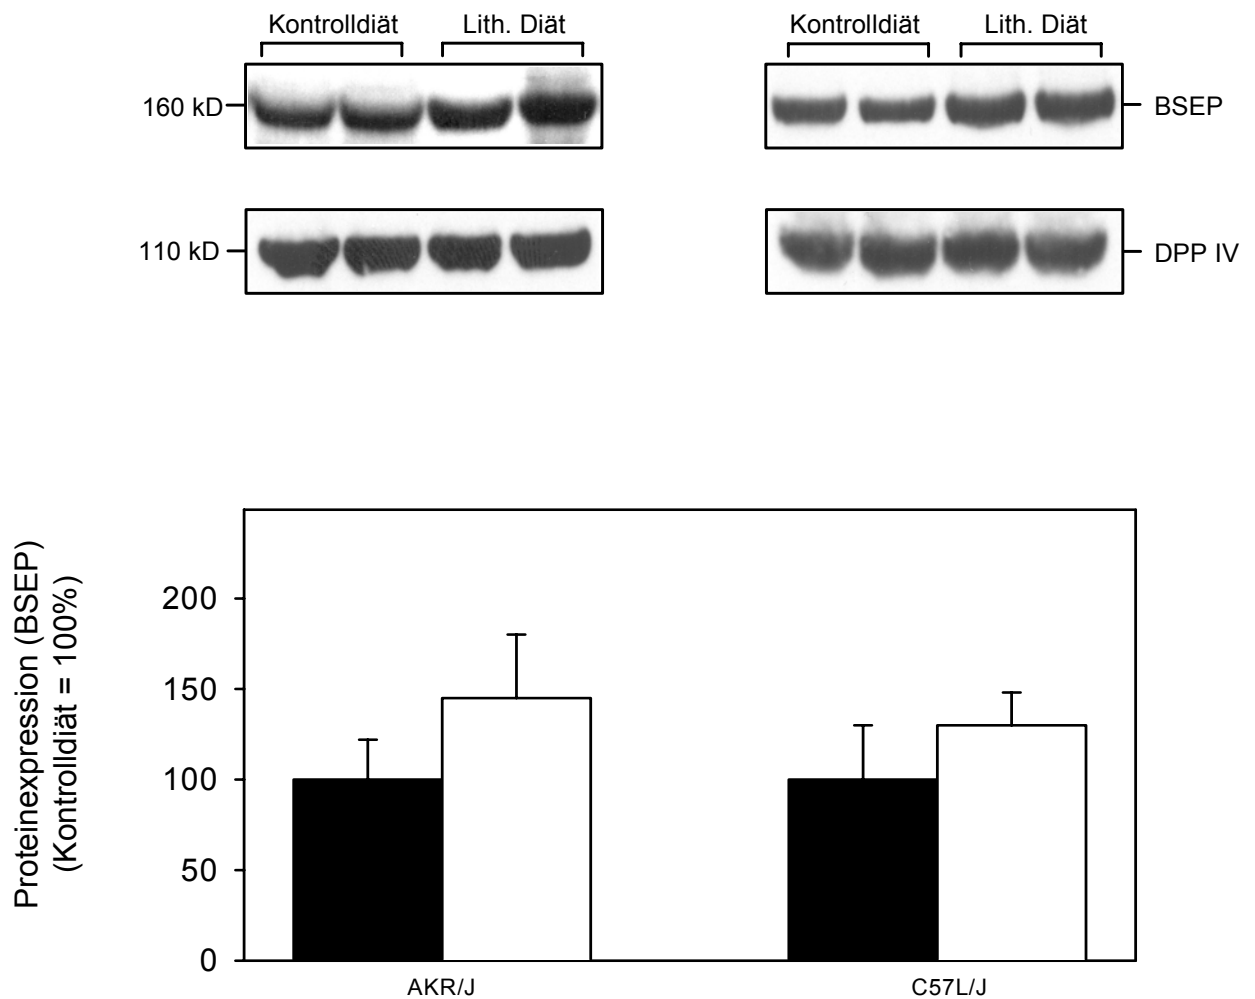 Kontrolldiät Lith. Diät Kontrolldiät Lith. Diät
160 kD BSEP
110 kD DPP IV
Proteinexpression (BSEP)
(Kontrolldiät = 100%)
200
150
100
50
0
AKR/J C57L/J